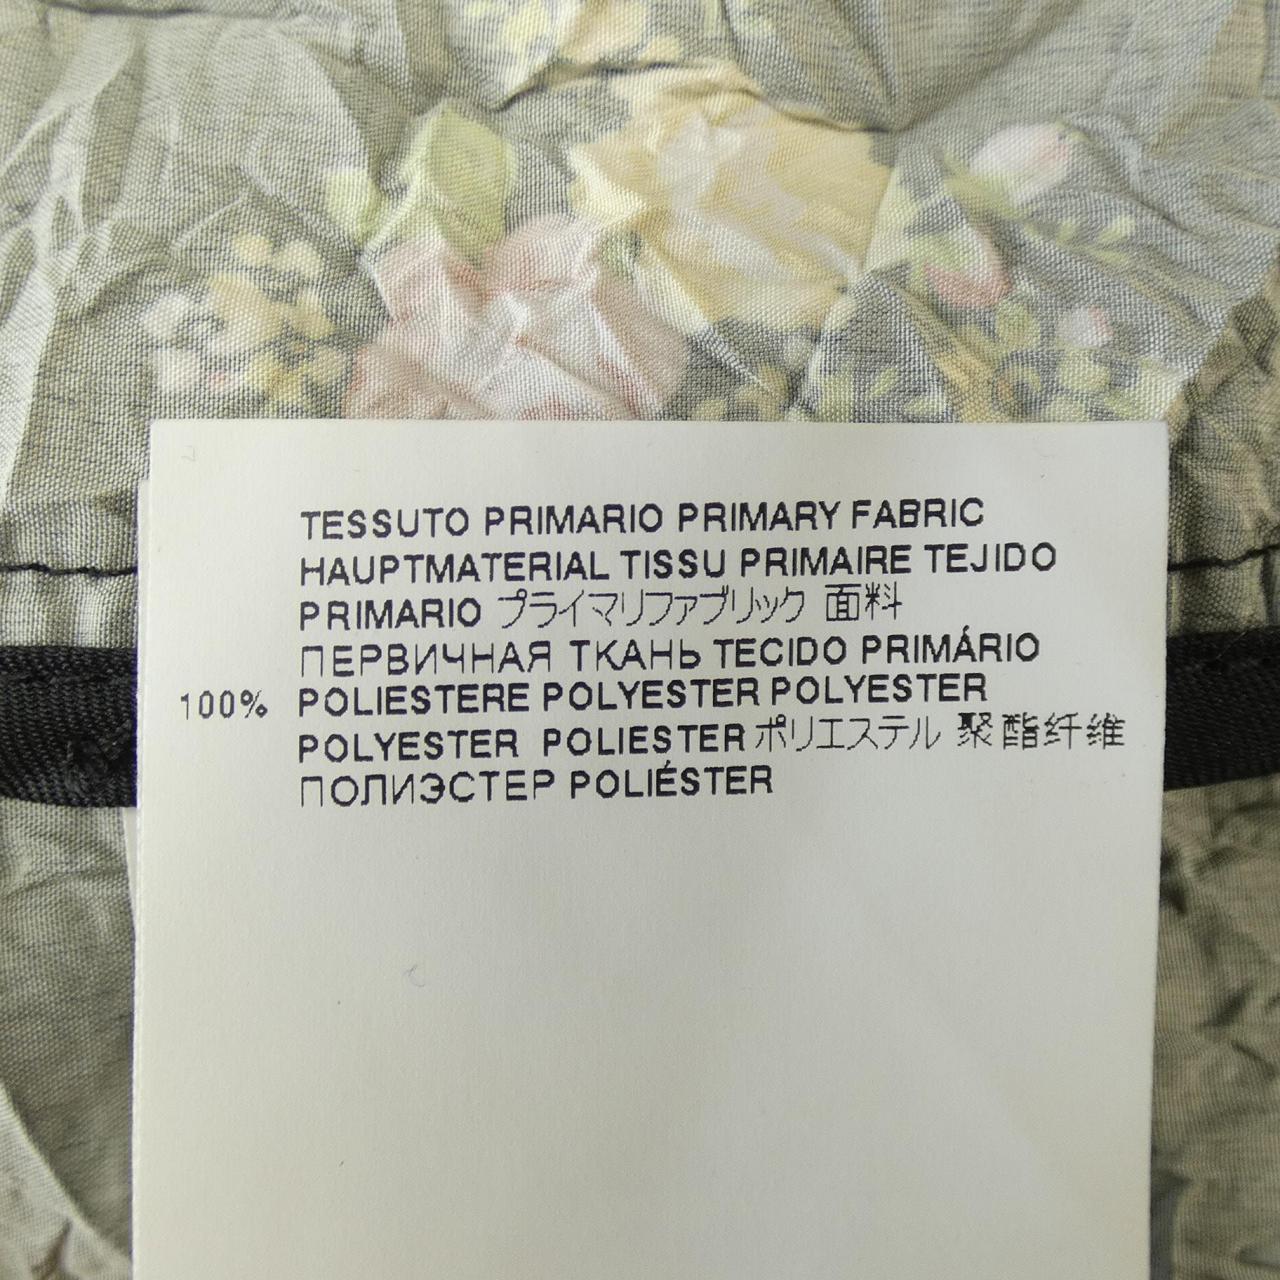 TESSUTO PRIMARIO PRIMARY FABRIC
HAUPTMATERIAL TISSU PRIMAIRE TEJIDO
PRIMARIO プライマリファブリック 面料
ПЕРВИЧНАЯ ТКАНЬ TECIDO PRIMÁRIO
100% POLIESTERE POLYESTER POLYESTER
POLYESTER POLIESTER ポリエステル 聚酯纤维
ПОЛИЭСТЕР POLIÉSTER